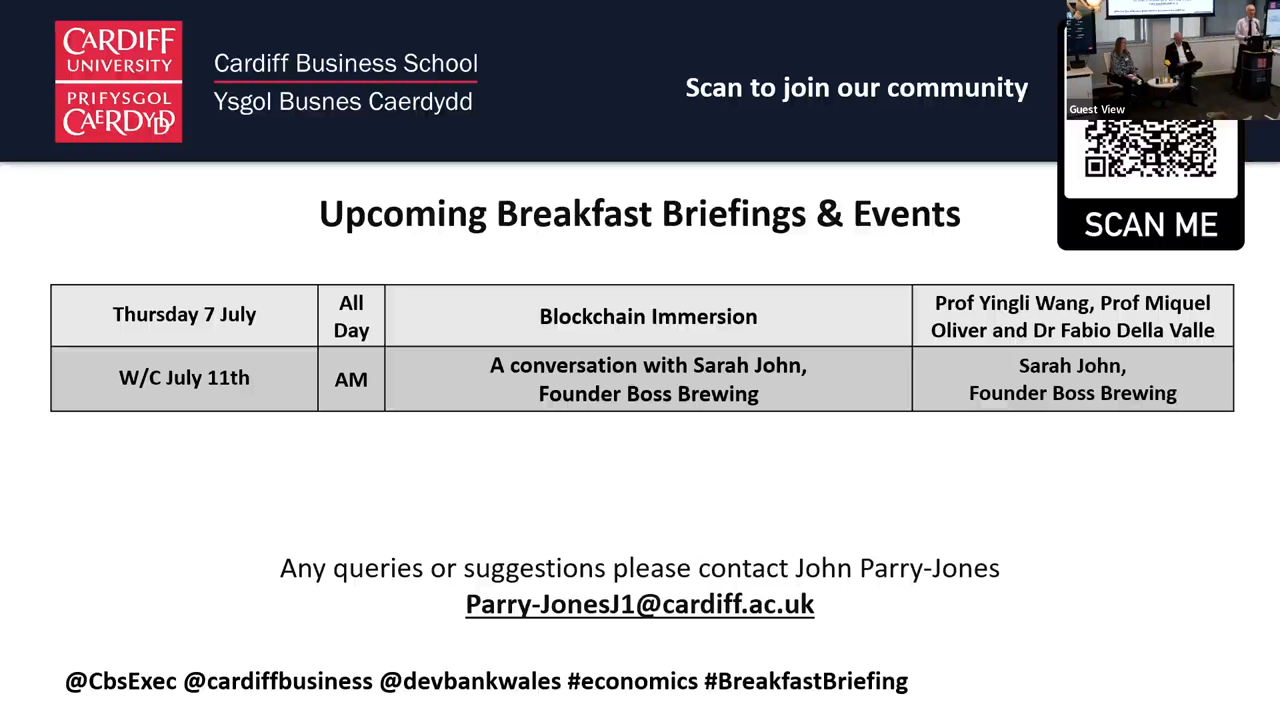 CARDIFF
UNIVERSITY
PRIFYSGOL
CAERDYDD
Cardiff Business School
Ysgol Busnes Caerdydd
Scan to join our community
Guest View
SCAN ME
Upcoming Breakfast Briefings & Events
Thursday 7 July
All
Day
Blockchain Immersion
Prof Yingli Wang, Prof Miquel
Oliver and Dr Fabio Della Valle
W/C July 11th
AM
A conversation with Sarah John,
Founder Boss Brewing
Sarah John,
Founder Boss Brewing
Any queries or suggestions please contact John Parry-Jones
Parry-JonesJ1@cardiff.ac.uk
@CbsExec @cardiffbusiness @devbankwales #economics #BreakfastBriefing